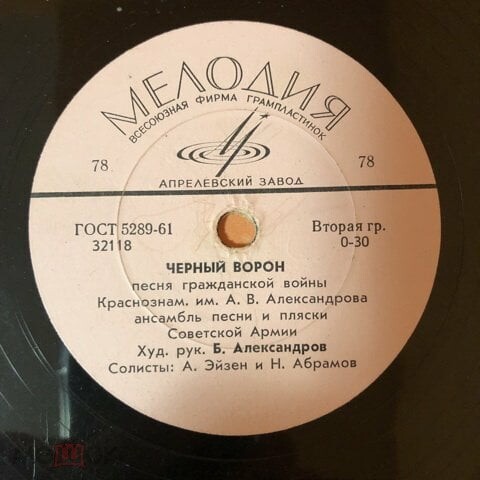 МЕЛОДИЯ
ВСЕСОЮЗНАЯ ФИРМА ГРАМПЛАСТИНОК
78 78
АПРЕЛЕВСКИЙ ЗАВОД
ГОСТ 5289-61 Вторая гр.
32118 0-30
ЧЕРНЫЙ ВОРОН
песня гражданской войны
Краснознам. им. А. В. Александрова
ансамбль песни и пляски
Советской Армии
Худ. рук. Б. Александров
Солисты: А. Эйзен и Н. Абрамов